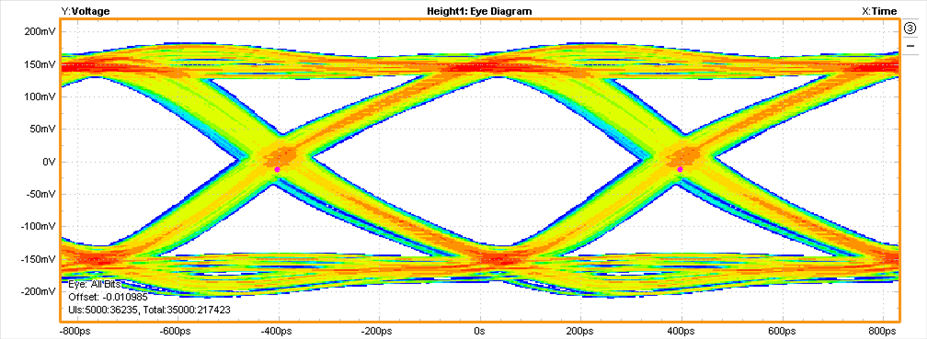 Y:Voltage Height1: Eye Diagram X:Time
200mV
3
150mV
100mV
50mV
0V
-50mV
-100mV
-150mV
-200mV
Eye: All Bits
Offset: -0.010985
UIs:5000:36235, Total:35000:217423
-800ps -600ps -400ps -200ps 0s 200ps 400ps 600ps 800ps